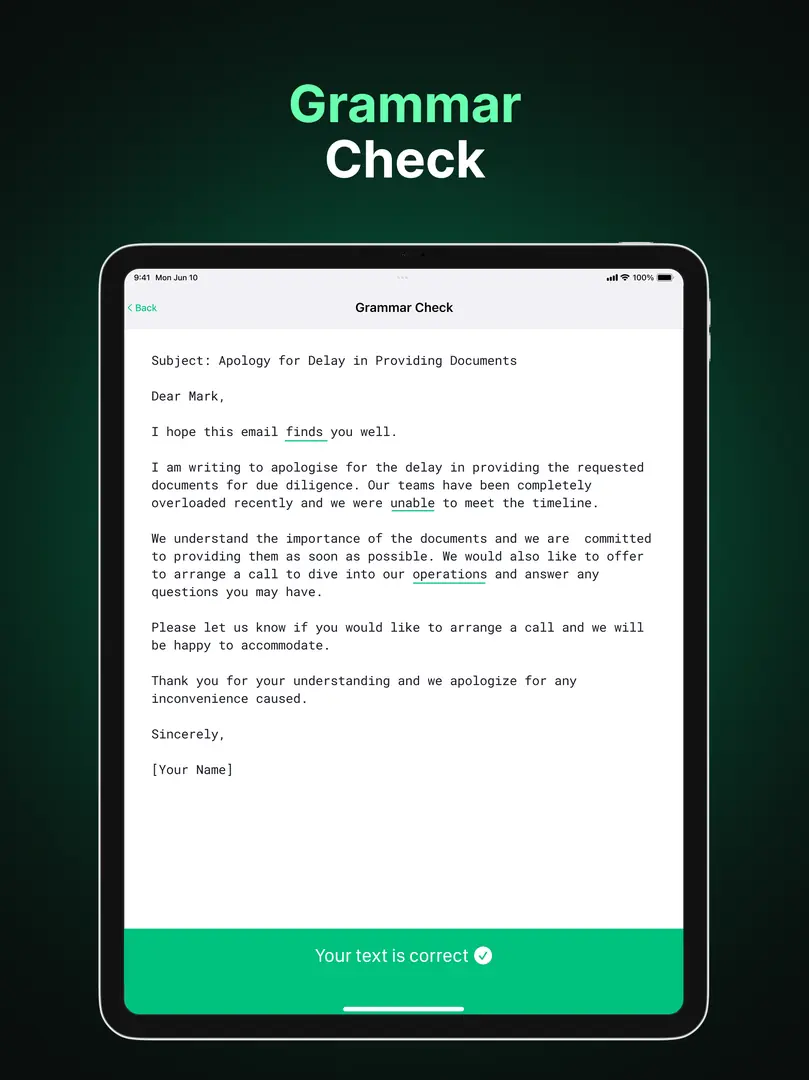 Grammar
Check
9:41 Mon Jun 10
100%
Back
Grammar Check
Subject: Apology for Delay in Providing Documents
Dear Mark,
I hope this email finds you well.
I am writing to apologise for the delay in providing the requested
documents for due diligence. Our teams have been completely
overloaded recently and we were unable to meet the timeline.
We understand the importance of the documents and we are  committed
to providing them as soon as possible. We would also like to offer
to arrange a call to dive into our operations and answer any
questions you may have.
Please let us know if you would like to arrange a call and we will
be happy to accommodate.
Thank you for your understanding and we apologize for any
inconvenience caused.
Sincerely,
[Your Name]
Your text is correct